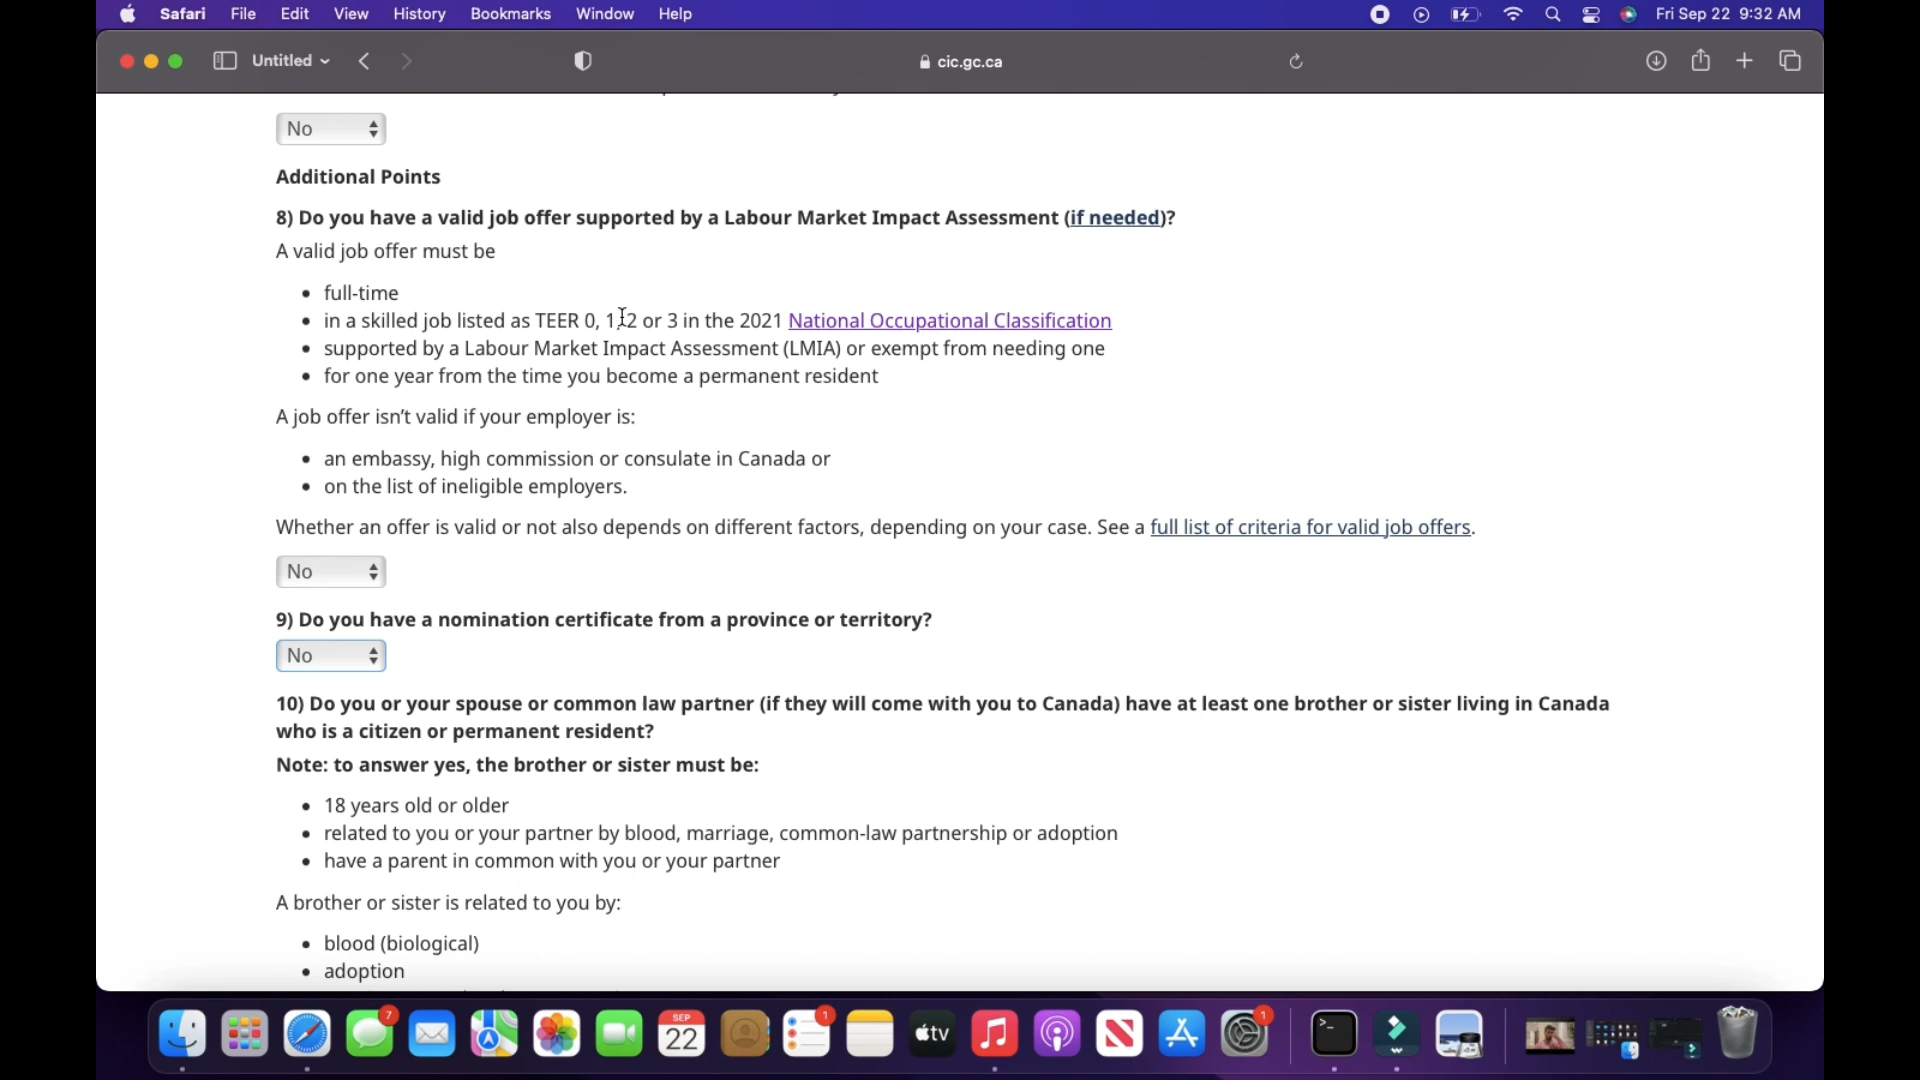 Safari File Edit View History Bookmarks Window Help Fri Sep 22 9:32 AM
Untitled cic.gc.ca
No
Additional Points
8) Do you have a valid job offer supported by a Labour Market Impact Assessment (if needed)?
A valid job offer must be
• full-time
• in a skilled job listed as TEER 0, 1, 2 or 3 in the 2021 National Occupational Classification
• supported by a Labour Market Impact Assessment (LMIA) or exempt from needing one
• for one year from the time you become a permanent resident
A job offer isn't valid if your employer is:
• an embassy, high commission or consulate in Canada or
• on the list of ineligible employers.
Whether an offer is valid or not also depends on different factors, depending on your case. See a full list of criteria for valid job offers.
No
9) Do you have a nomination certificate from a province or territory?
No
10) Do you or your spouse or common law partner (if they will come with you to Canada) have at least one brother or sister living in Canada
who is a citizen or permanent resident?
Note: to answer yes, the brother or sister must be:
• 18 years old or older
• related to you or your partner by blood, marriage, common-law partnership or adoption
• have a parent in common with you or your partner
A brother or sister is related to you by:
• blood (biological)
• adoption
7 SEP 22 1 tv 1